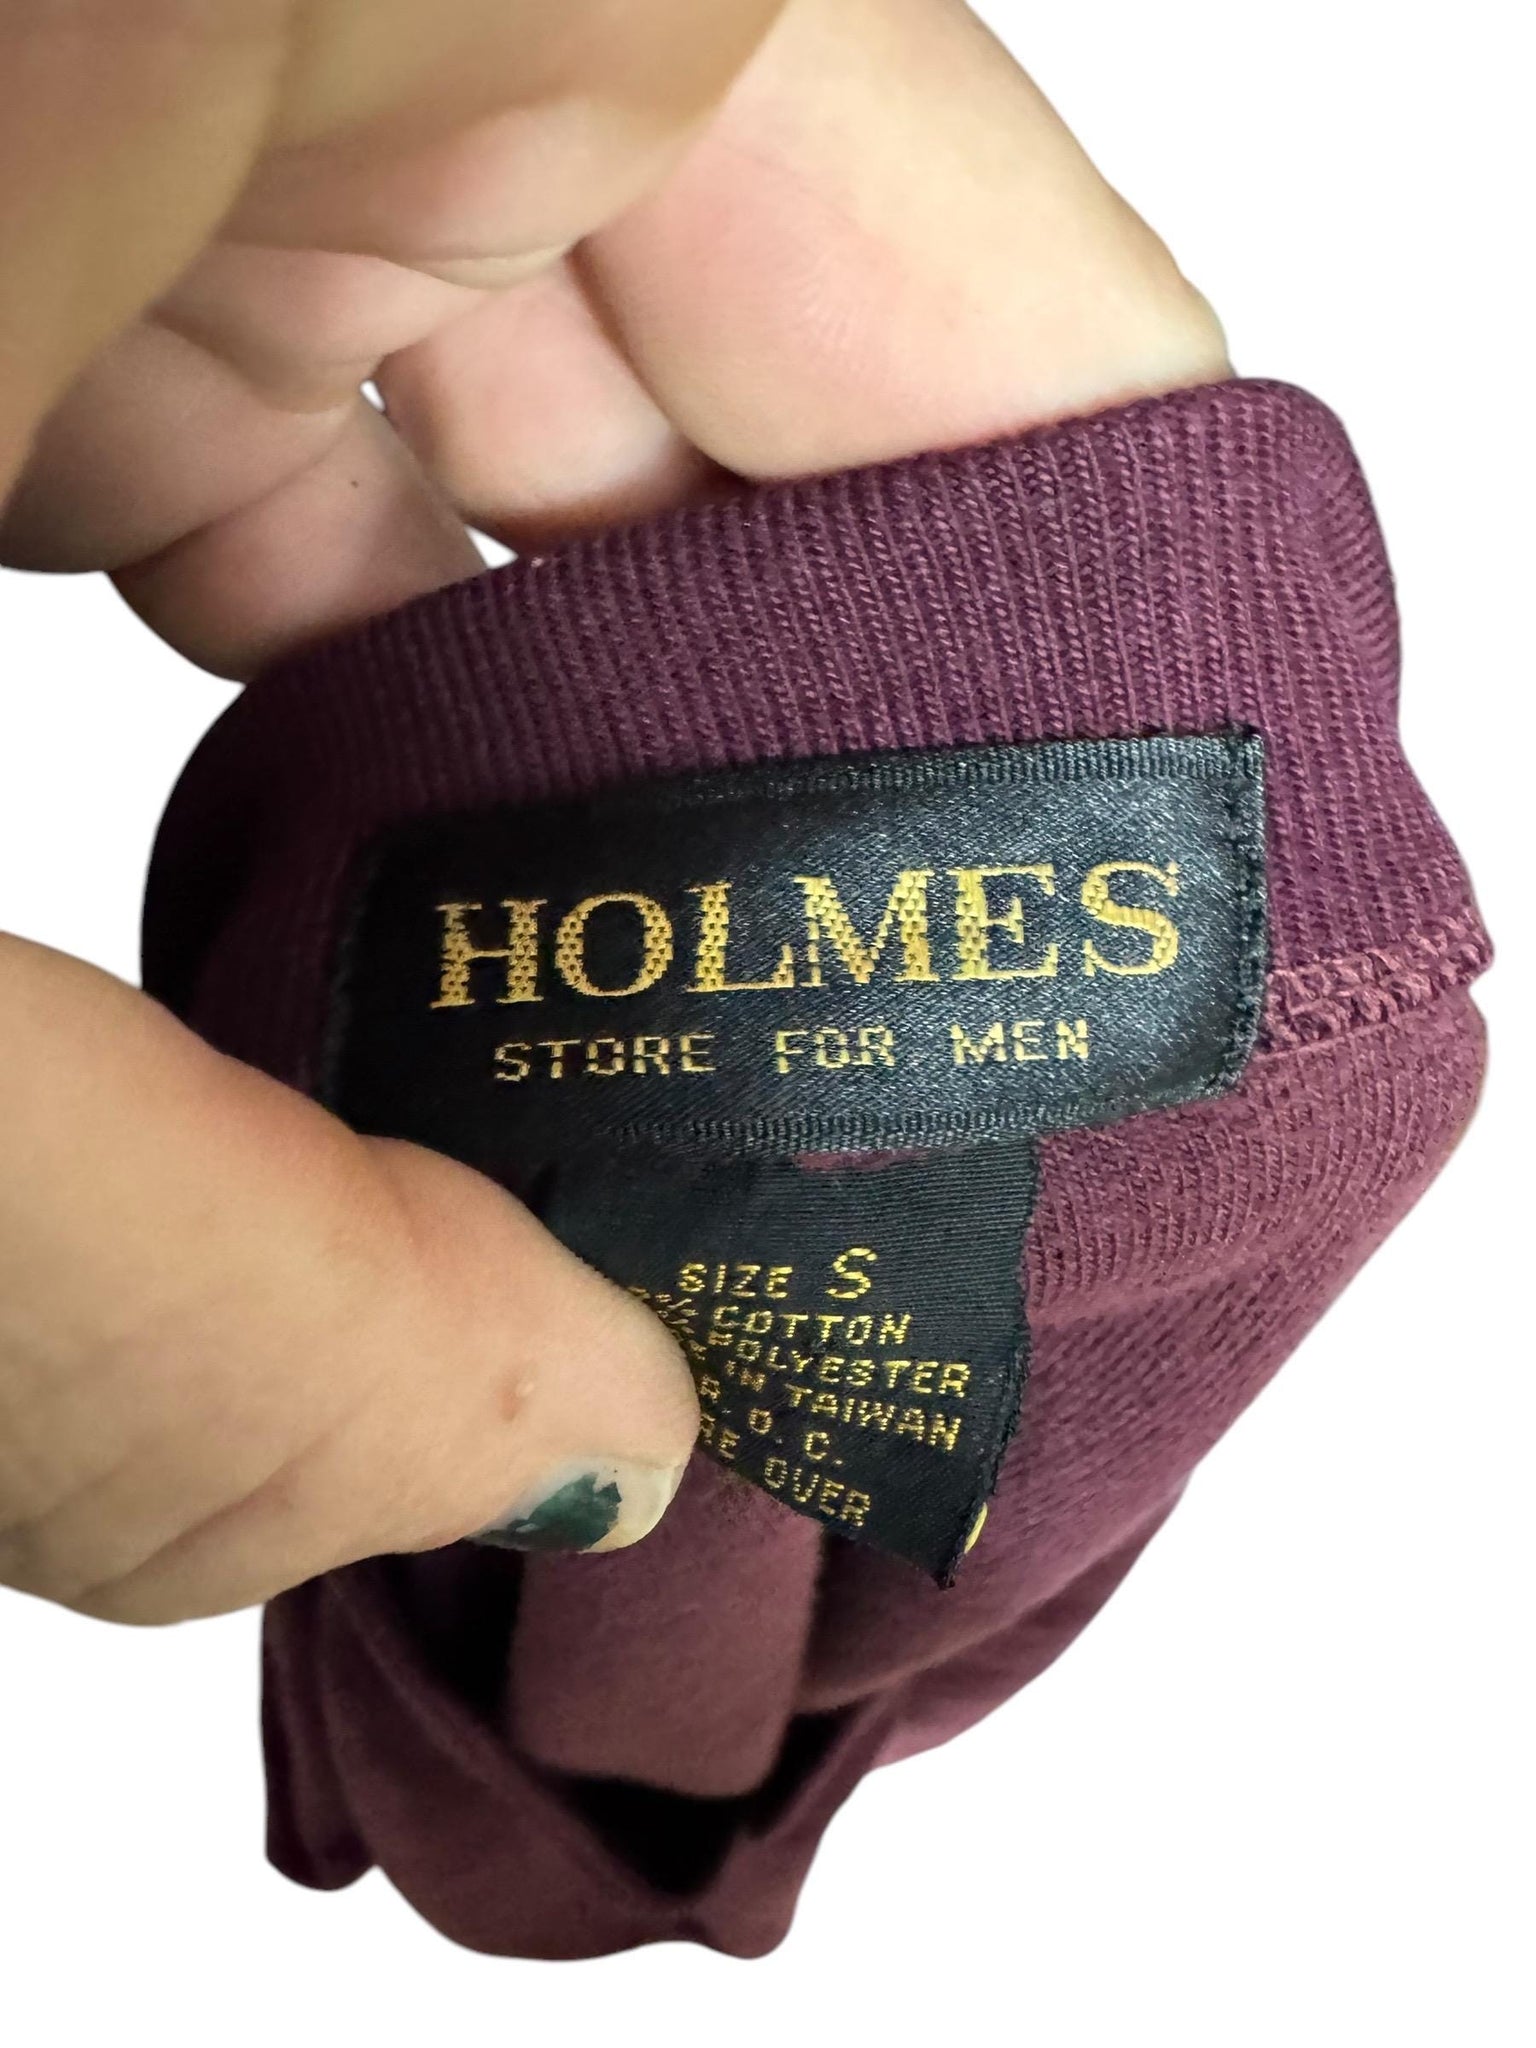 HOLMES
STORE FOR MEN
SIZE S
% COTTON
% POLYESTER
IN TAIWAN
R. O. C.
OVER